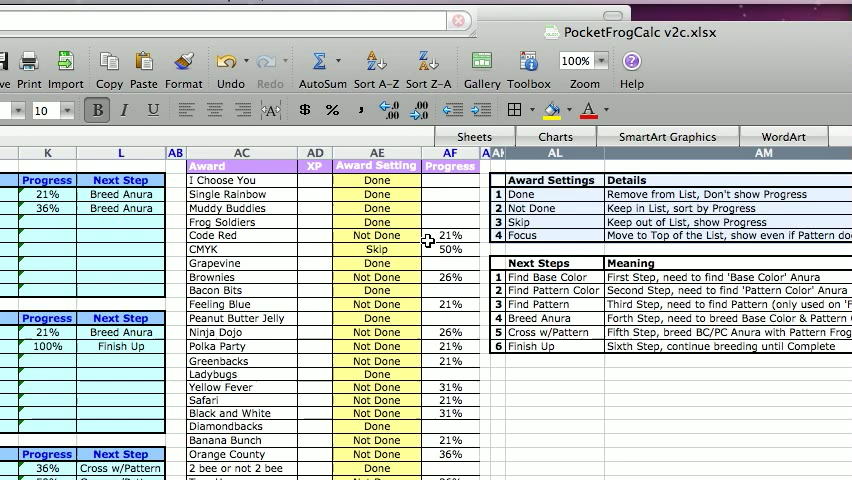 PocketFrogCalc v2c.xlsx
Print Import Copy Paste Format Undo Redo AutoSum Sort A-Z Sort Z-A Gallery Toolbox 100% Zoom Help
10 B I U A $ % , A
Sheets Charts SmartArt Graphics WordArt
K L AB AC AD AE AF AL AM
Award XP Award Setting Progress
Progress Next Step I Choose You Done Award Settings Details
21% Breed Anura Single Rainbow Done 1 Done Remove from List, Don't show Progress
36% Breed Anura Muddy Buddies Done 2 Not Done Keep in List, sort by Progress
Frog Soldiers Done 3 Skip Keep out of List, show Progress
Code Red Not Done 21% 4 Focus Move to Top of the List, show even if Pattern
CMYK Skip 50%
Grapevine Done Next Steps Meaning
Brownies Not Done 26% 1 Find Base Color First Step, need to find 'Base Color' Anura
Bacon Bits Done 2 Find Pattern Color Second Step, need to find 'Pattern Color' Anura
Feeling Blue Not Done 21% 3 Find Pattern Third Step, need to find Pattern (only used on
Progress Next Step Peanut Butter Jelly Done 4 Breed Anura Forth Step, need to breed Base Color & Pattern
21% Breed Anura Ninja Dojo Not Done 26% 5 Cross w/Pattern Fifth Step, breed BC/PC Anura with Pattern Frog
100% Finish Up Polka Party Not Done 21% 6 Finish Up Sixth Step, continue breeding until Complete
Greenbacks Not Done 21%
Ladybugs Done
Yellow Fever Not Done 31%
Safari Not Done 21%
Black and White Not Done 31%
Diamondbacks Done
Banana Bunch Not Done 21%
Progress Next Step Orange County Not Done 36%
36% Cross w/Pattern 2 bee or not 2 bee Done